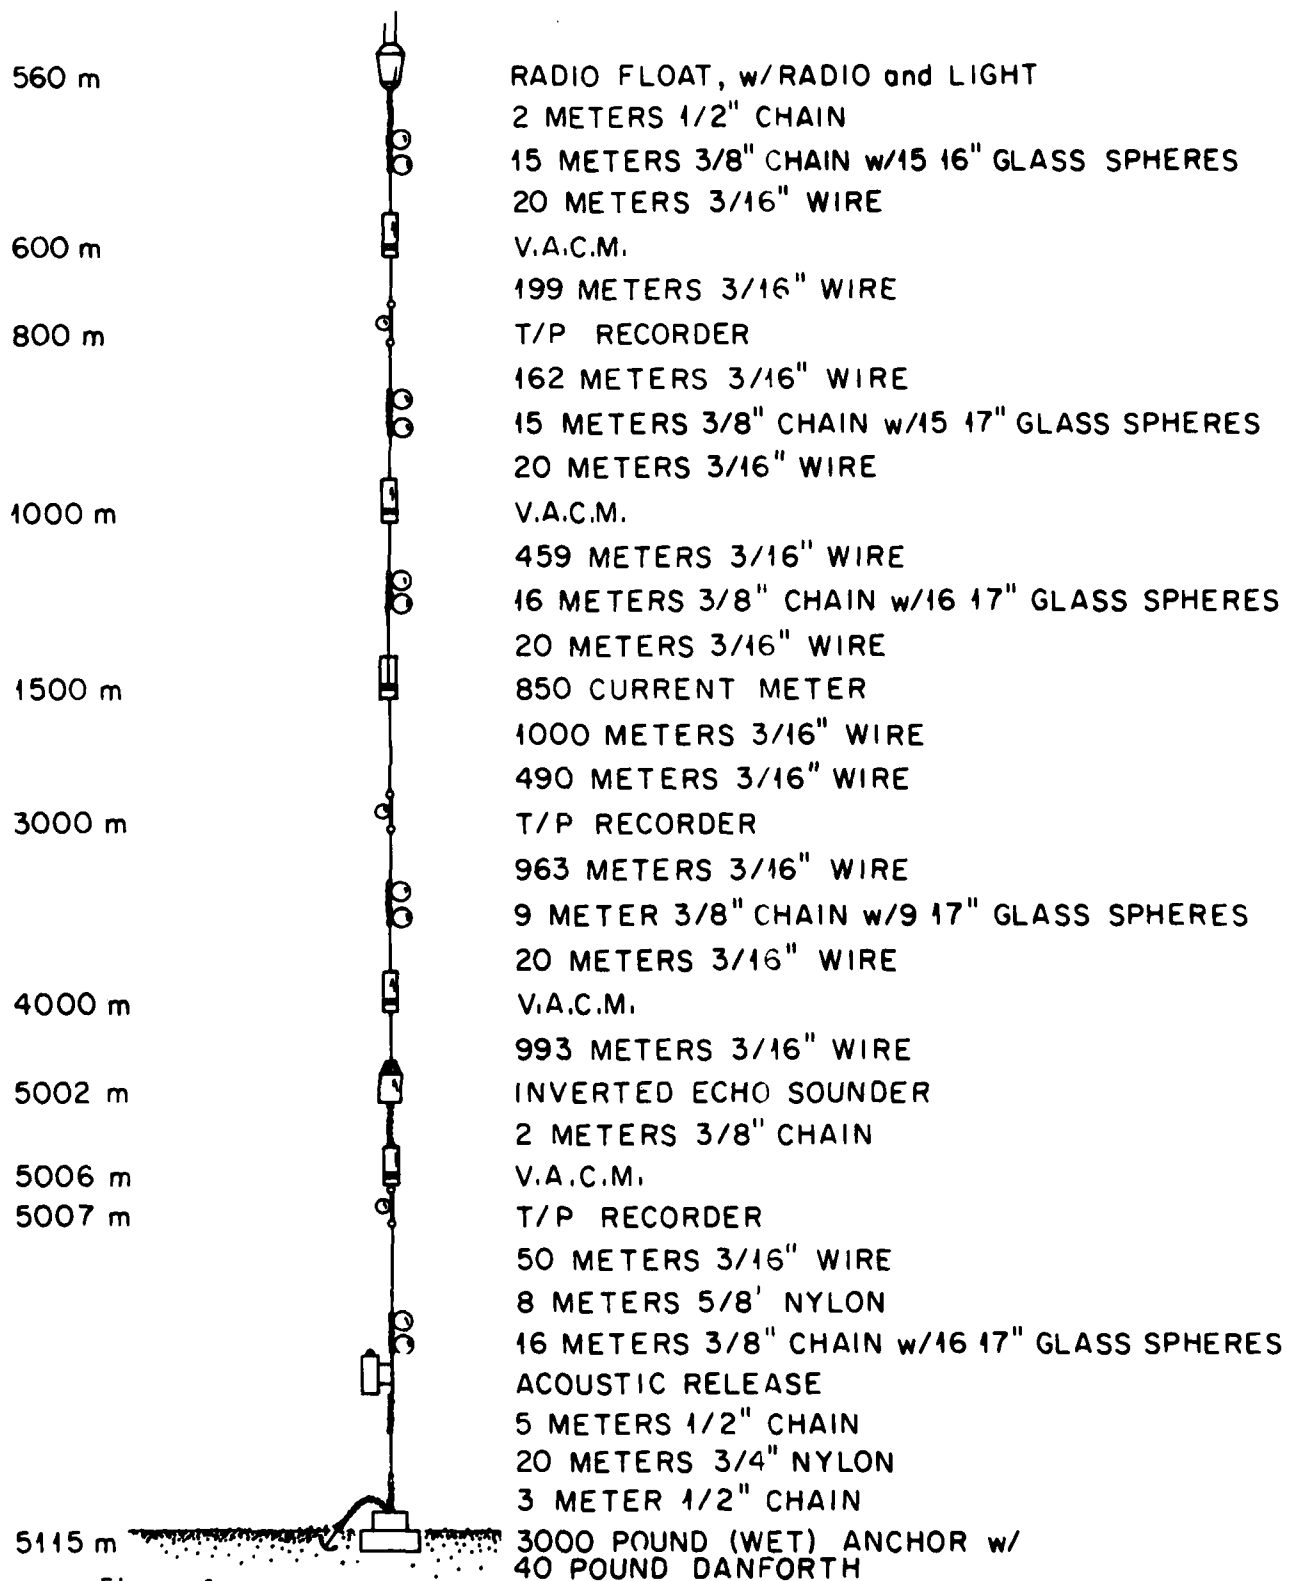 560 m RADIO FLOAT, w/RADIO and LIGHT
2 METERS 1/2" CHAIN
15 METERS 3/8" CHAIN w/15 16" GLASS SPHERES
20 METERS 3/16" WIRE
600 m V.A.C.M.
199 METERS 3/16" WIRE
800 m T/P RECORDER
162 METERS 3/16" WIRE
15 METERS 3/8" CHAIN w/15 17" GLASS SPHERES
20 METERS 3/16" WIRE
1000 m V.A.C.M.
459 METERS 3/16" WIRE
16 METERS 3/8" CHAIN w/16 17" GLASS SPHERES
20 METERS 3/16" WIRE
1500 m 850 CURRENT METER
1000 METERS 3/16" WIRE
490 METERS 3/16" WIRE
3000 m T/P RECORDER
963 METERS 3/16" WIRE
9 METER 3/8" CHAIN w/9 17" GLASS SPHERES
20 METERS 3/16" WIRE
4000 m V.A.C.M.
993 METERS 3/16" WIRE
5002 m INVERTED ECHO SOUNDER
2 METERS 3/8" CHAIN
5006 m V.A.C.M.
5007 m T/P RECORDER
50 METERS 3/16" WIRE
8 METERS 5/8' NYLON
16 METERS 3/8" CHAIN w/16 17" GLASS SPHERES
ACOUSTIC RELEASE
5 METERS 1/2" CHAIN
20 METERS 3/4" NYLON
3 METER 1/2" CHAIN
5115 m 3000 POUND (WET) ANCHOR w/
40 POUND DANFORTH